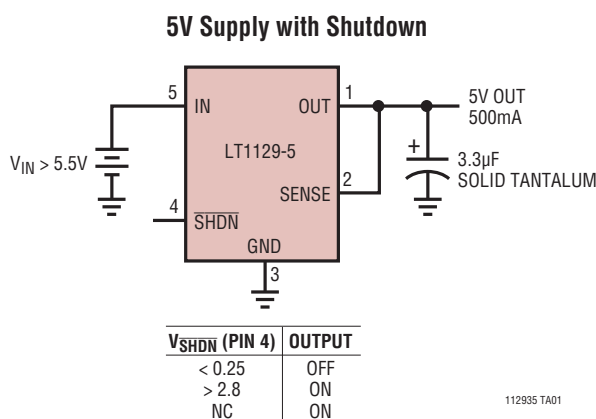 5V Supply with Shutdown
5
IN
OUT
1
5V OUT
500mA
LT1129-5
VIN > 5.5V
+
3.3µF
SOLID TANTALUM
2
SENSE
4
SHDN
GND
3
VSHDN (PIN 4) OUTPUT
< 0.25 OFF
> 2.8 ON
NC ON
112935 TA01